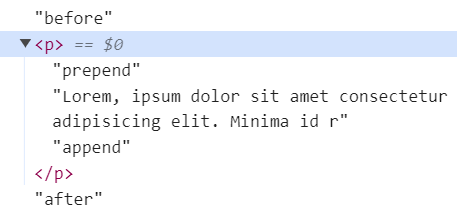 "before"
<p> == $0
"prepend"
"Lorem, ipsum dolor sit amet consectetur
adipisicing elit. Minima id r"
"append"
</p>
"after"